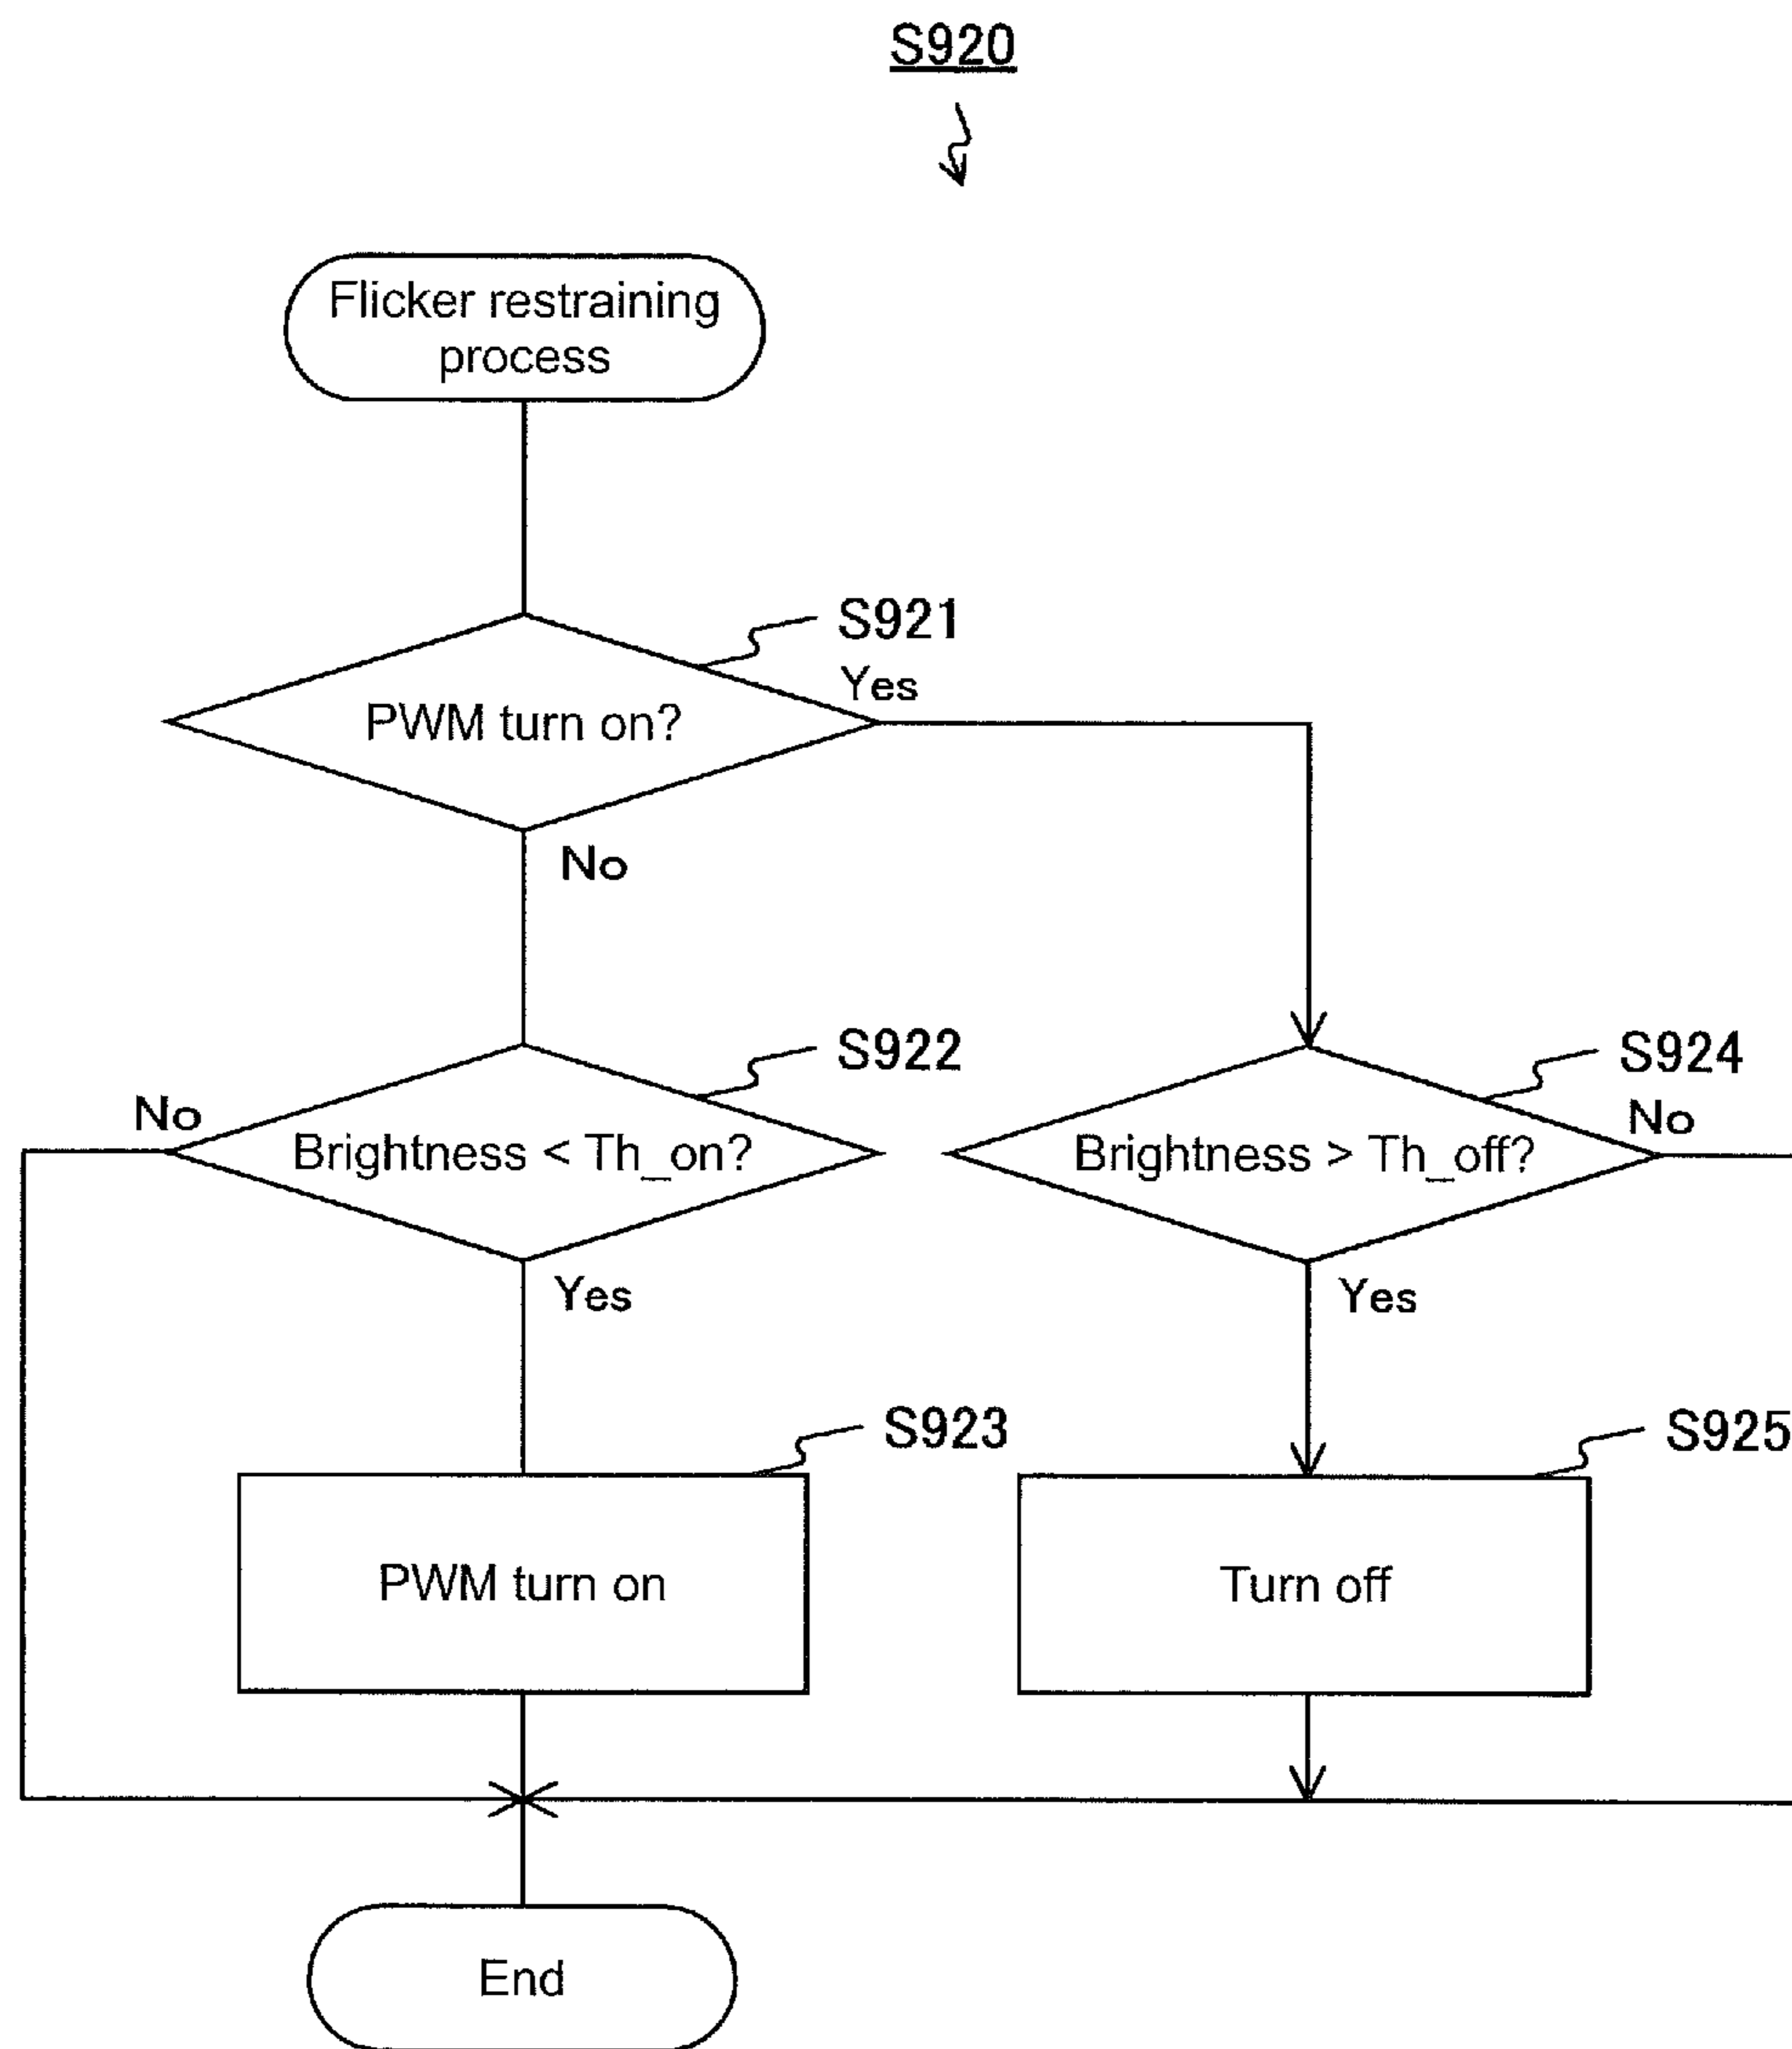 S920
Flicker restraining
process
S921
Yes
PWM turn on?
No
S922
No
Brightness < Th_on?
Yes
S924
No
Brightness > Th_off?
Yes
S923
PWM turn on
S925
Turn off
End